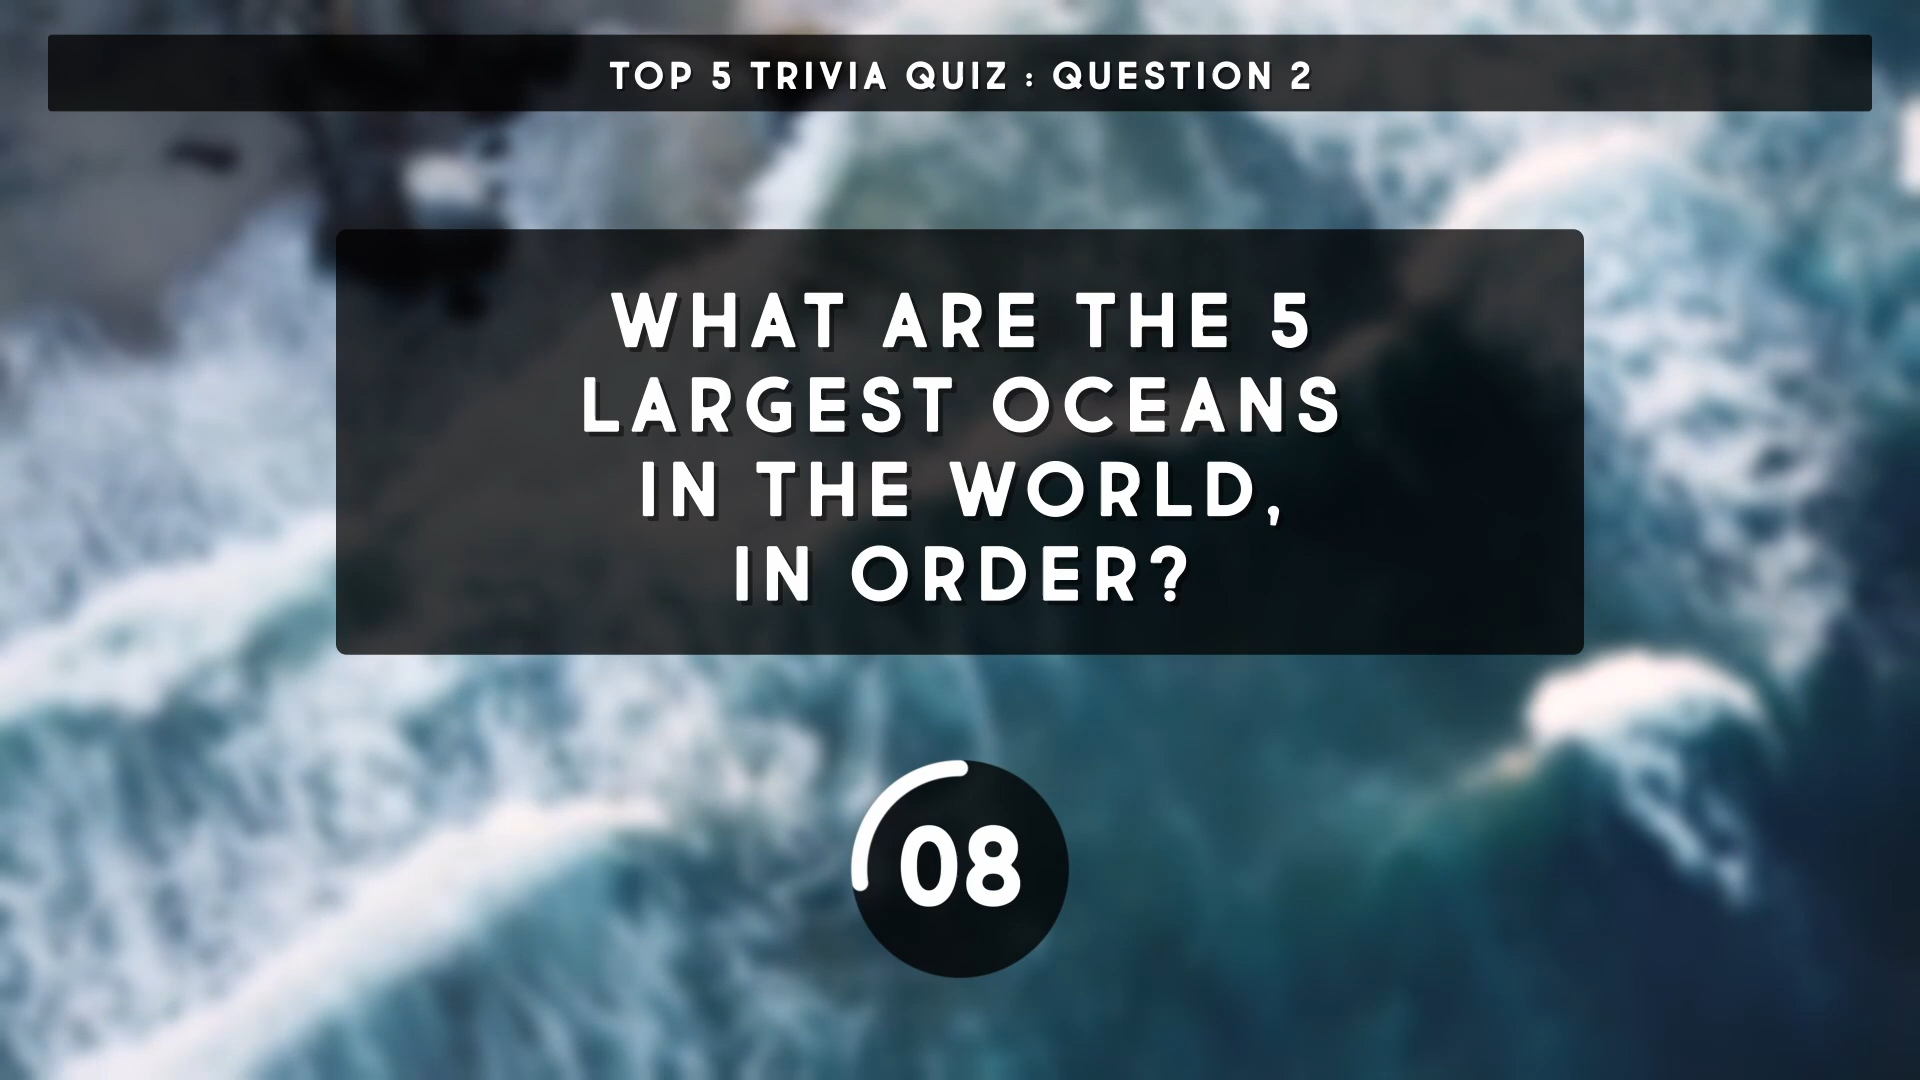 TOP 5 TRIVIA QUIZ : QUESTION 2
WHAT ARE THE 5
LARGEST OCEANS
IN THE WORLD,
IN ORDER?
08